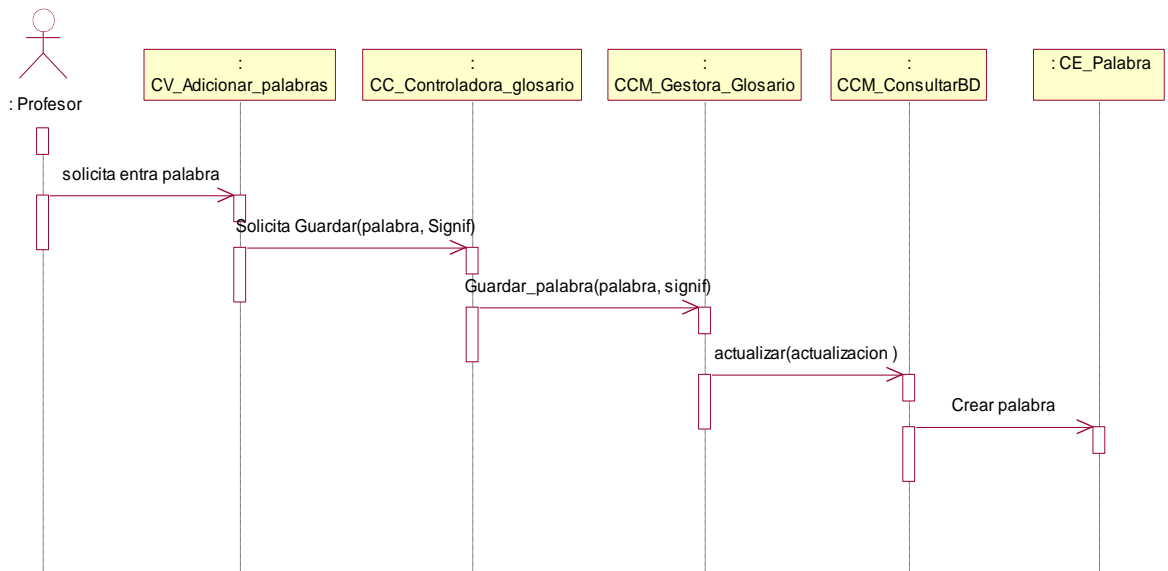 : Profesor
:
CV_Adicionar_palabras
:
CC_Controladora_glosario
:
CCM_Gestora_Glosario
:
CCM_ConsultarBD
: CE_Palabra
solicita entra palabra
Solicita Guardar(palabra, Signif)
Guardar_palabra(palabra, signif)
actualizar(actualizacion )
Crear palabra